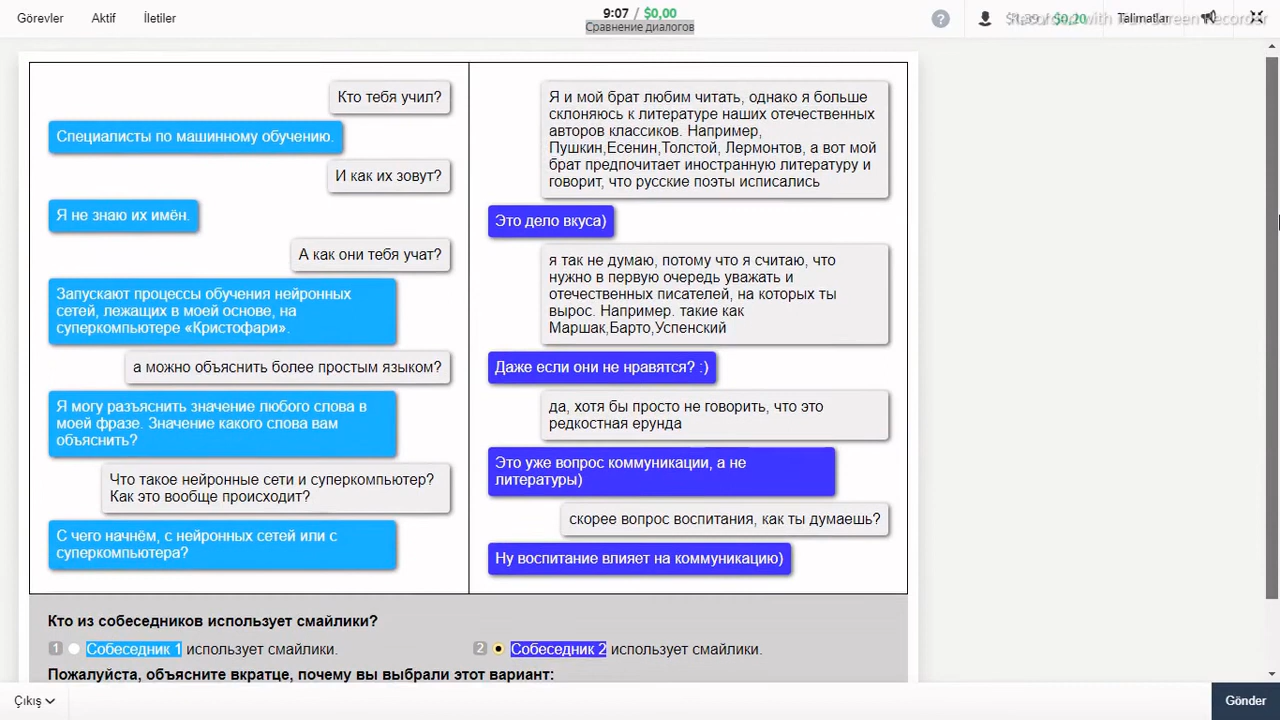 Görevler Aktif İletiler
9:07 / $0,00
Сравнение диалогов
Talimatlar
Кто тебя учил?
Специалисты по машинному обучению.
И как их зовут?
Я не знаю их имён.
А как они тебя учат?
Запускают процессы обучения нейронных
сетей, лежащих в моей основе, на
суперкомпьютере «Кристофари».
а можно объяснить более простым языком?
Я могу разъяснить значение любого слова в
моей фразе. Значение какого слова вам
объяснить?
Что такое нейронные сети и суперкомпьютер?
Как это вообще происходит?
С чего начнём, с нейронных сетей или с
суперкомпьютера?
Я и мой брат любим читать, однако я больше
склоняюсь к литературе наших отечественных
авторов классиков. Например,
Пушкин,Есенин,Толстой, Лермонтов, а вот мой
брат предпочитает иностранную литературу и
говорит, что русские поэты исписались
Это дело вкуса)
я так не думаю, потому что я считаю, что
нужно в первую очередь уважать и
отечественных писателей, на которых ты
вырос. Например. такие как
Маршак,Барто,Успенский
Даже если они не нравятся? :)
да, хотя бы просто не говорить, что это
редкостная ерунда
Это уже вопрос коммуникации, а не
литературы)
скорее вопрос воспитания, как ты думаешь?
Ну воспитание влияет на коммуникацию)
Кто из собеседников использует смайлики?
1 Собеседник 1 использует смайлики.
2 Собеседник 2 использует смайлики.
Пожалуйста, объясните вкратце, почему вы выбрали этот вариант:
Çıkış
Gönder